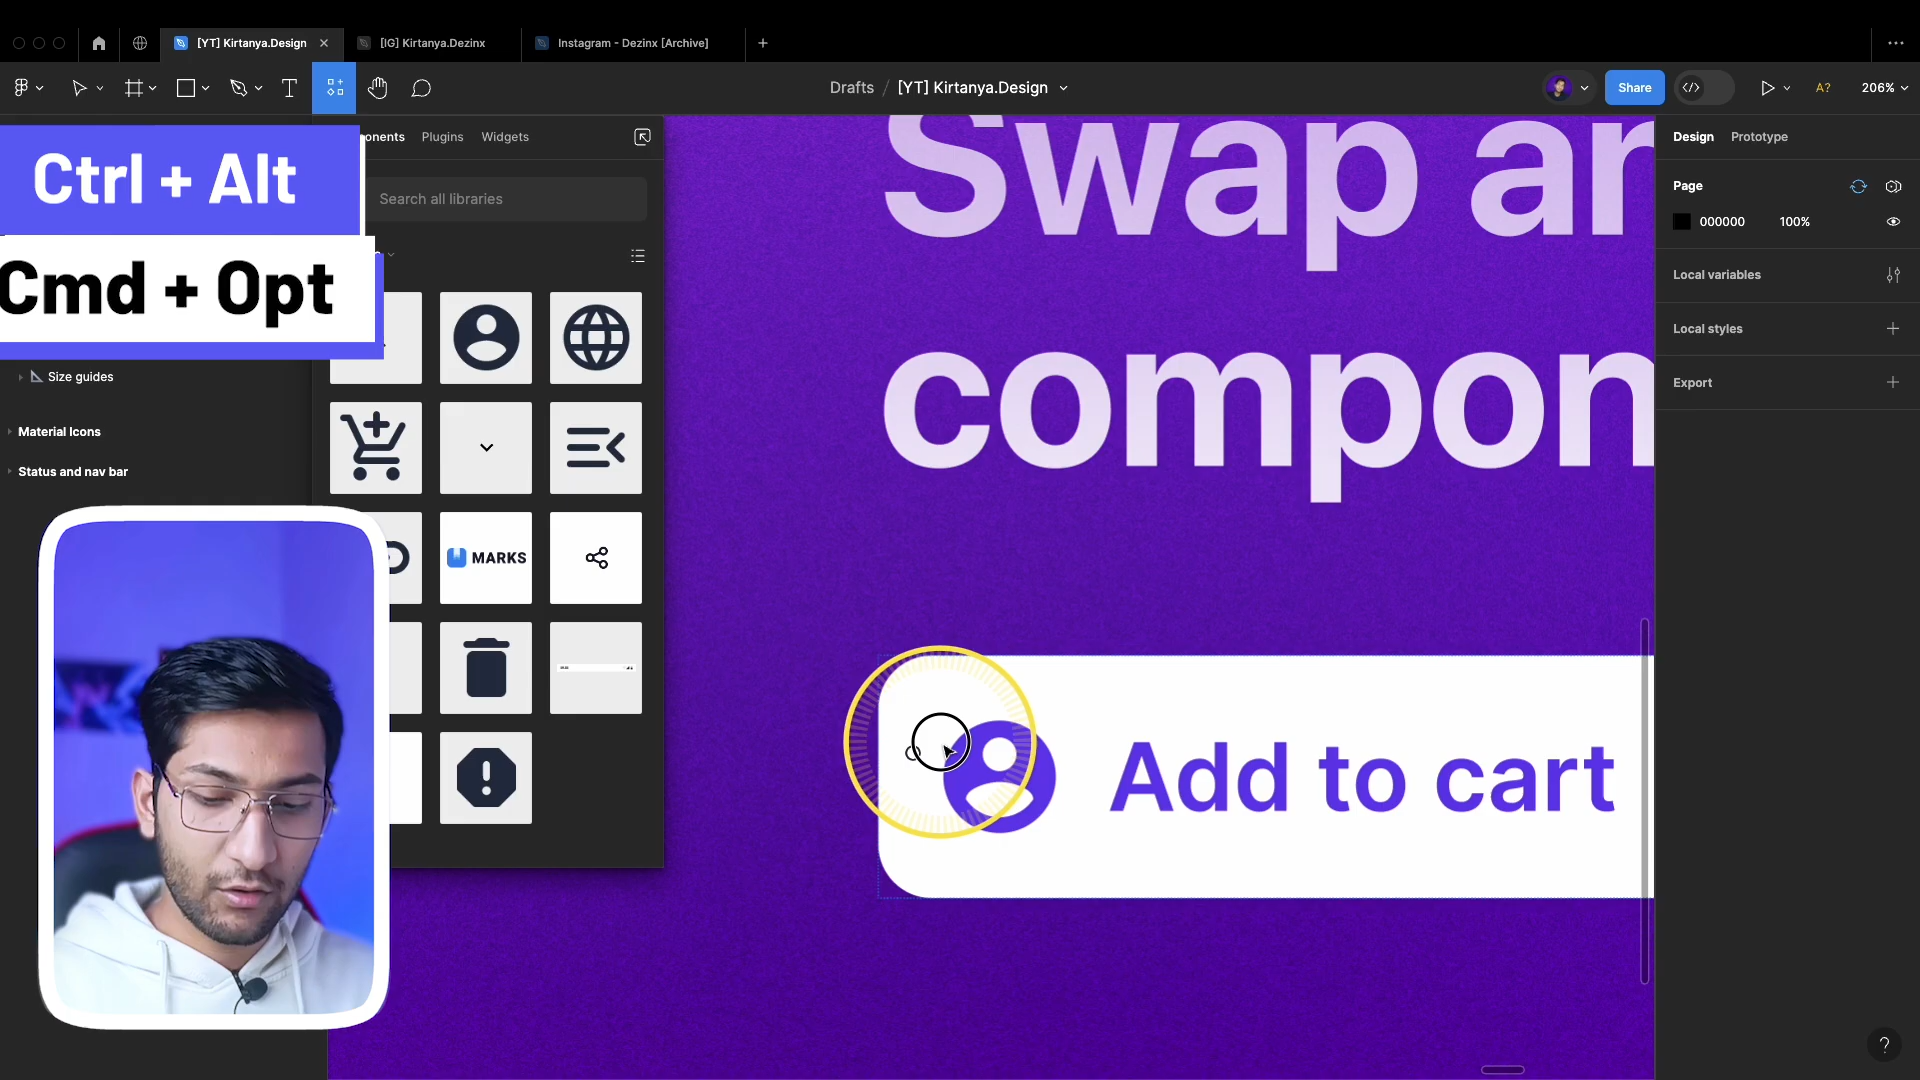 [YT] Kirtanya.Design
[IG] Kirtanya.Dezinx
Instagram - Dezinx [Archive]
Drafts / [YT] Kirtanya.Design
Share
A?
206%
Ctrl + Alt
Cmd + Opt
Plugins
Widgets
Search all libraries
Size guides
Material Icons
Status and nav bar
MARKS
Swap
compon
Add to cart
Design
Prototype
Page
000000
100%
Local variables
Local styles
Export
?